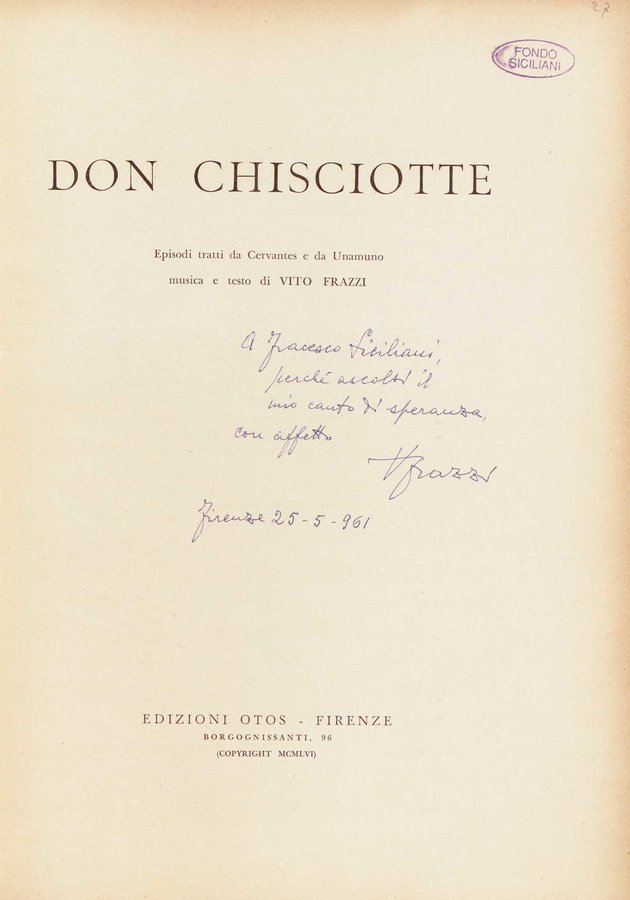 27
FONDO
SICILIANI
DON CHISCIOTTE
Episodi tratti da Cervantes e da Unamuno
musica e testo di VITO FRAZZI
A Francesco Siciliani,
perché ascolti il
mio canto di speranza,
con affetto
VFrazzi
Firenze 25-5-961
EDIZIONI OTOS - FIRENZE
BORGOGNISSANTI, 96
(COPYRIGHT MCMLVI)